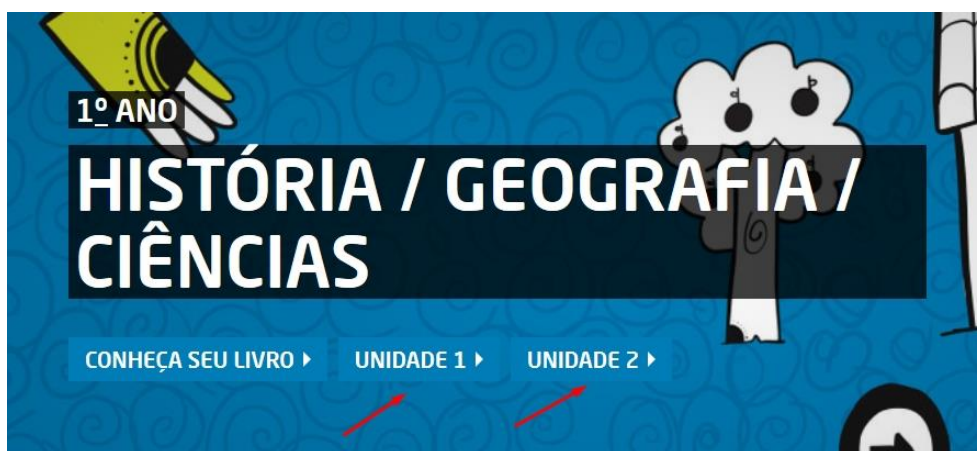 1º ANO
HISTÓRIA / GEOGRAFIA /
CIÊNCIAS
CONHEÇA SEU LIVRO UNIDADE 1 UNIDADE 2